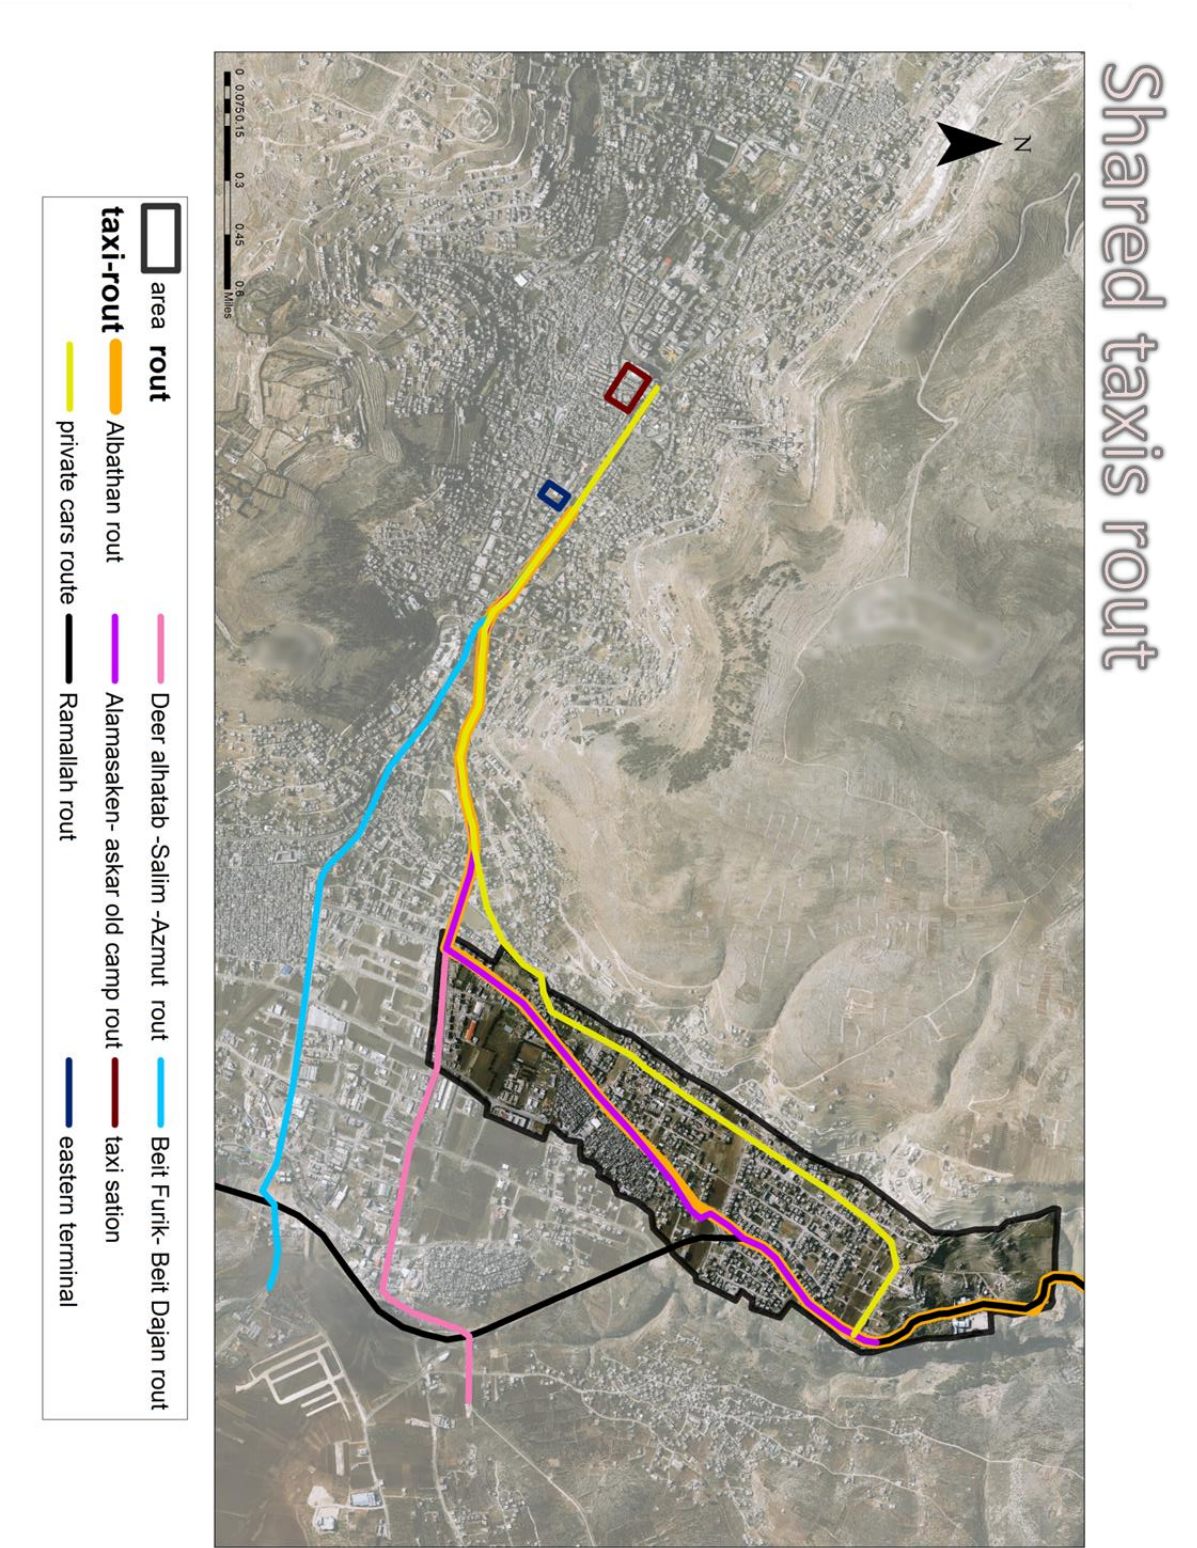 Shared taxis rout
N
0 0.075 0.15 0.3 0.45 0.6
Miles
area rout
taxi-rout
Albathan rout
private cars route
Deer alhatab -Salim -Azmut rout
Alamasaken- askar old camp rout
Ramallah rout
Beit Furik- Beit Dajan rout
taxi sation
eastern terminal